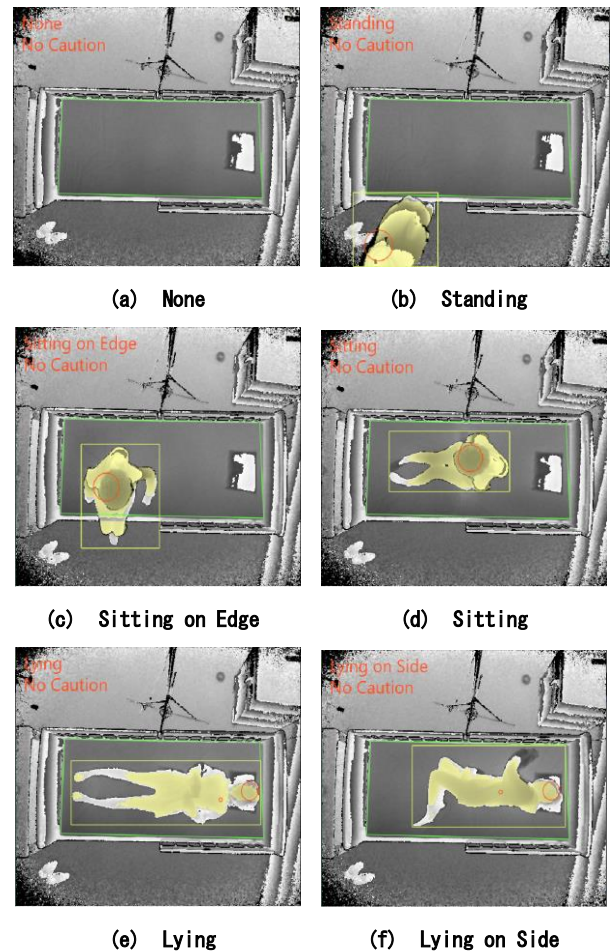 None
No Caution
Standing
No Caution
(a) None
(b) Standing
Sitting on Edge
No Caution
Sitting
No Caution
(c) Sitting on Edge
(d) Sitting
Lying
No Caution
Lying on Side
No Caution
(e) Lying
(f) Lying on Side